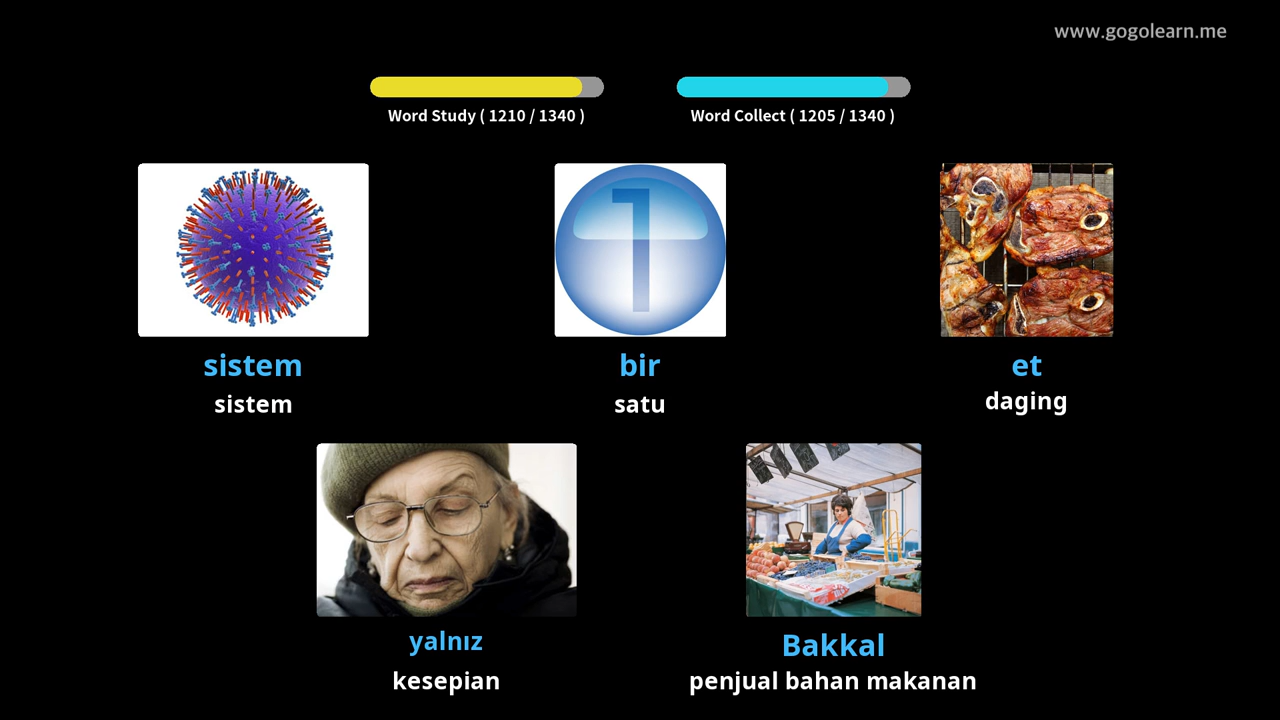 www.gogolearn.me
Word Study ( 1210 / 1340 )
Word Collect ( 1205 / 1340 )
1
sistem
sistem
bir
satu
et
daging
yalnız
kesepian
Bakkal
penjual bahan makanan